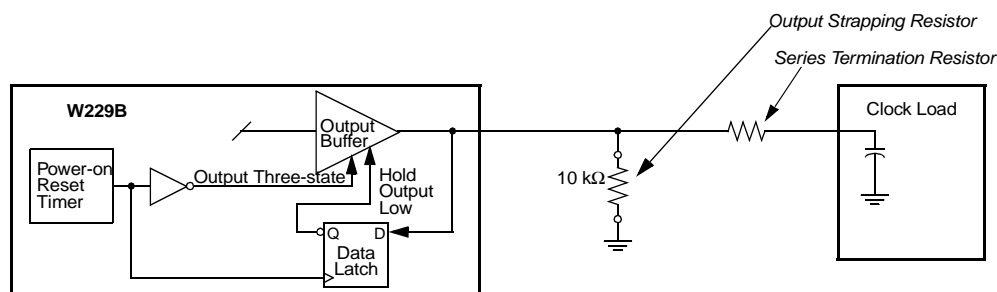 Output Strapping Resistor
Series Termination Resistor
W229B
Clock Load
Output
Buffer
Power-on
Reset
Timer
Output Three-state
Hold
Output
Low
10 kΩ
Q D
Data
Latch